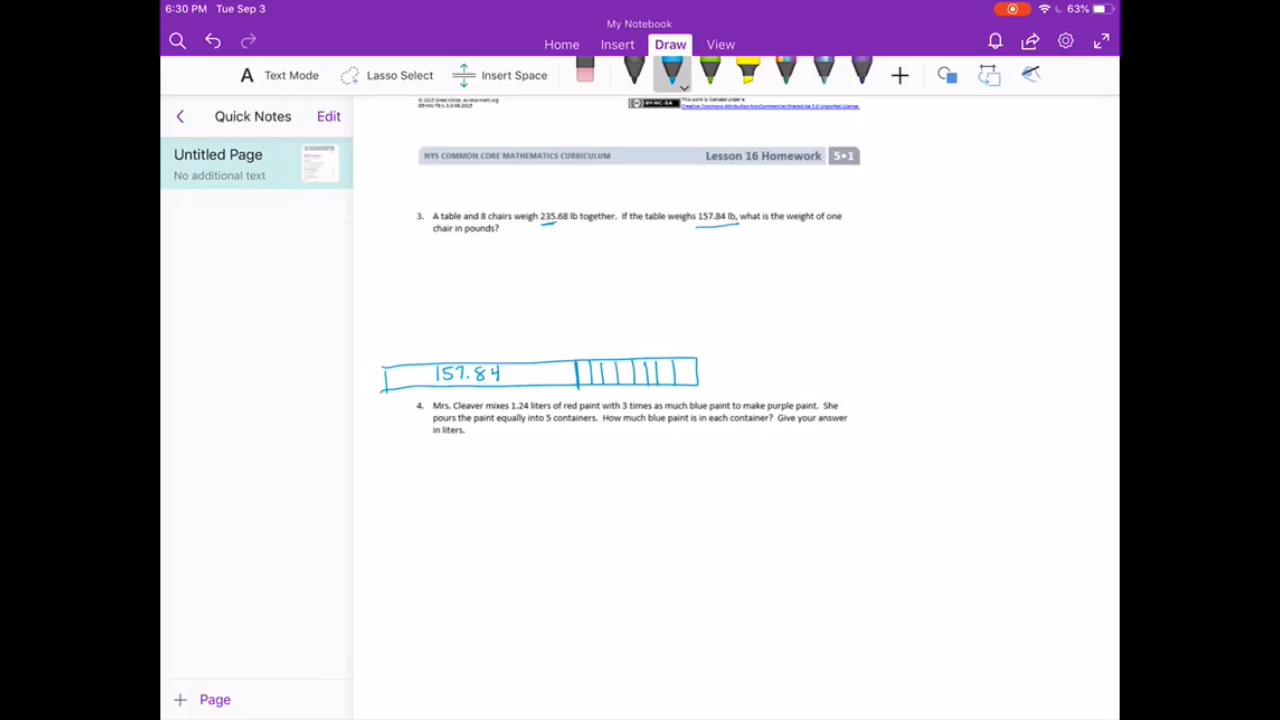 6:30 PM Tue Sep 3
63%
My Notebook
Home Insert Draw View
A Text Mode Lasso Select Insert Space
Quick Notes Edit
Untitled Page
No additional text
BY-NC-SA
NYS COMMON CORE MATHEMATICS CURRICULUM Lesson 16 Homework 5•1
3. A table and 8 chairs weigh 235.68 lb together. If the table weighs 157.84 lb, what is the weight of one
chair in pounds?
157.84
4. Mrs. Cleaver mixes 1.24 liters of red paint with 3 times as much blue paint to make purple paint. She
pours the paint equally into 5 containers. How much blue paint is in each container? Give your answer
in liters.
+ Page